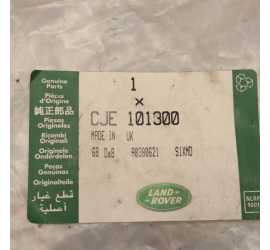 Genuine
Parts
Pièces
d'Origine
純正部品
Piezas
Originales
Ricambi
Originali
Originele
Onderdelen
Peças
Genuinas
Originalteile
قطع غيار
أصلية
1
×
CJE 101300
MADE IN UK
LAND-
ROVER